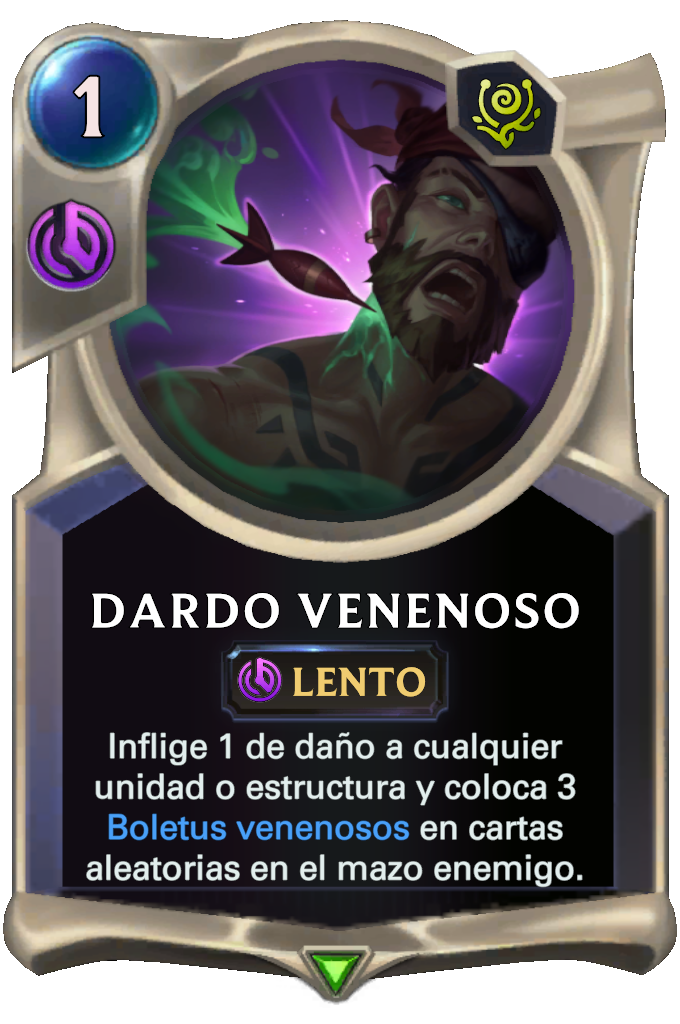 1
DARDO VENENOSO
LENTO
Inflige 1 de daño a cualquier
unidad o estructura y coloca 3
Boletus venenosos en cartas
aleatorias en el mazo enemigo.